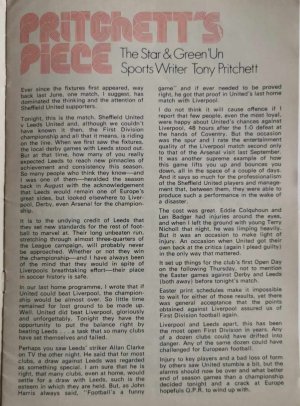 PRITCHETT'S
PIECE
The Star & Green 'Un
Sports Writer Tony Pritchett
Ever since the fixtures first appeared, way
back last June, one match, I suggest, has
dominated the thinking and the attention of
Sheffield United supporters.
Tonight, this is the match. Sheffield United
v Leeds United and, although we couldn't
have known it then, the First Division
championship and all it means, is riding
on the line. When we first saw the fixtures,
the local derby games with Leeds stood out.
But at that time, how many of you really
expected Leeds to reach new pinnacles of
achievement and consistency this season.
So many people who think they know—and
I was one of them—heralded the season
back in August with the acknowledgement
that Leeds would remain one of Europe's
great sides, but looked elsewhere to Liver-
pool, Derby, even Arsenal for the champion-
ship.
It is to the undying credit of Leeds that
they set new standards for the rest of foot-
ball to marvel at. Their long unbeaten run
stretching through almost three-quarters of
the League campaign, will probably never
be approached. Whether or not they win
the championship—and I have always been
of the mind that they would in spite of
Liverpool's breathtaking effort—their place
in soccer history is safe.
In our last home programme, I wrote that if
United could beat Liverpool, the champion-
ship would be almost over. So little time
remained for lost ground to be made up.
Well, United did beat Liverpool, gloriously
and unforgettably. Tonight they have the
opportunity to put the balance right by
beating Leeds . . . a task that so many clubs
have set themselves and failed.
Perhaps you saw Leeds' striker Allan Clarke
on TV the other night. He said that for most
clubs, a draw against Leeds was regarded
as something special. I am sure that he is
right, that many clubs, even at home, would
settle for a draw with Leeds, such is the
esteem in which they are held. But, as John
Harris always said, "Football's a funny
game" and if ever needed to be proved
right, he got that proof in United's last home
match with Liverpool.
I do not think it will cause offence if I
report that few people, even the most loyal,
were happy about United's chances against
Liverpool, 48 hours after the 1-0 defeat at
the hands of Coventry. But the occasion
was the spur and I rate the entertainment
quality of the Liverpool match second only
to that of the Arsenal visit last September.
It was another supreme example of how
this game lifts you up and bounces you
down, all in the space of a couple of days.
And it says so much for the professionalism
of the Sheffield United players and manage-
ment that, between them, they were able to
produce such a performance in the wake of
a disaster.
The cost was great. Eddie Colquhoun and
Len Badger had injuries around the eyes,
and when I left the ground with young Terry
Nicholl that night, he was limping heavily.
But it was an occasion to make light of
injury. An occasion when United got their
own back at the critics (again I plead guilty)
in the only way that mattered.
It set up things for the club's first Open Day
on the following Thursday, not to mention
the Easter games against Derby and Leeds
(both away) before tonight's match.
Easter print schedules make it impossible
to wait for either of those results, yet there
was general acceptance that the points
obtained against Liverpool assured us of
First Division football again.
Liverpool and Leeds apart, this has been
the most open First Division in years. Any
of a dozen clubs could have drifted into
danger. Any of the same dozen could have
challenged for European football.
Injury to key players and a bad loss of form
by others saw United stumble a bit, but the
alarms should now be over and what better
end of season game than a championship
decided tonight and a crack at Europe
hopefuls Q.P.R. to wind up with.